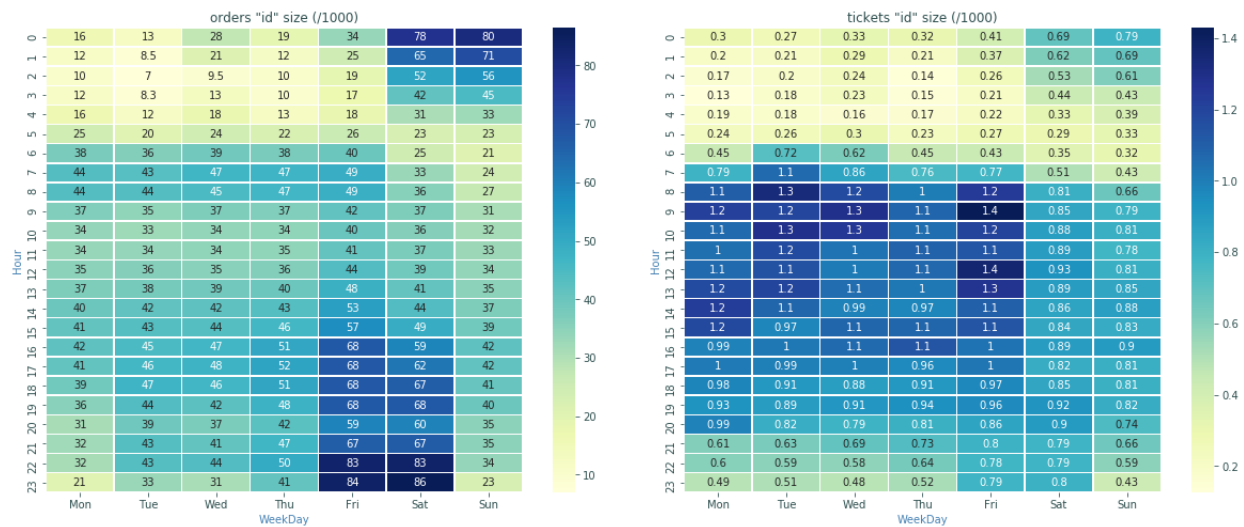 orders "id" size (/1000)
0 16 13 28 19 34 78 80
1 12 8.5 21 12 25 65 71
2 10 7 9.5 10 19 52 56
3 12 8.3 13 10 17 42 45
4 16 12 18 13 18 31 33
5 25 20 24 22 26 23 23
6 38 36 39 38 40 25 21
7 44 43 47 47 49 33 24
8 44 44 45 47 49 36 27
9 37 35 37 37 42 37 31
10 34 33 34 34 40 36 32
11 34 34 34 35 41 37 33
12 35 36 35 36 44 39 34
13 37 38 39 40 48 41 35
14 40 42 42 43 53 44 37
15 41 43 44 46 57 49 39
16 42 45 47 51 68 59 42
17 41 46 48 52 68 62 42
18 39 47 46 51 68 67 41
19 36 44 42 48 68 68 40
20 31 39 37 42 59 60 35
21 32 43 41 47 67 67 35
22 32 43 44 50 83 83 34
23 21 33 31 41 84 86 23
Mon Tue Wed Thu Fri Sat Sun
WeekDay
Hour
80
70
60
50
40
30
20
10
tickets "id" size (/1000)
0 0.3 0.27 0.33 0.32 0.41 0.69 0.79
1 0.2 0.21 0.29 0.21 0.37 0.62 0.69
2 0.17 0.2 0.24 0.14 0.26 0.53 0.61
3 0.13 0.18 0.23 0.15 0.21 0.44 0.43
4 0.19 0.18 0.16 0.17 0.22 0.33 0.39
5 0.24 0.26 0.3 0.23 0.27 0.29 0.33
6 0.45 0.72 0.62 0.45 0.43 0.35 0.32
7 0.79 1.1 0.86 0.76 0.77 0.51 0.43
8 1.1 1.3 1.2 1 1.2 0.81 0.66
9 1.2 1.2 1.3 1.1 1.4 0.85 0.79
10 1.1 1.3 1.3 1.1 1.2 0.88 0.81
11 1 1.2 1 1.1 1.1 0.89 0.78
12 1.1 1.1 1 1.1 1.4 0.93 0.81
13 1.2 1.2 1.1 1 1.3 0.89 0.85
14 1.2 1.1 0.99 0.97 1.1 0.86 0.88
15 1.2 0.97 1.1 1.1 1.1 0.84 0.83
16 0.99 1 1.1 1.1 1 0.89 0.9
17 1 0.99 1 0.96 1 0.82 0.81
18 0.98 0.91 0.88 0.91 0.97 0.85 0.81
19 0.93 0.89 0.91 0.94 0.96 0.92 0.82
20 0.99 0.82 0.79 0.81 0.86 0.9 0.74
21 0.61 0.63 0.69 0.73 0.8 0.79 0.66
22 0.6 0.59 0.58 0.64 0.78 0.79 0.59
23 0.49 0.51 0.48 0.52 0.79 0.8 0.43
Mon Tue Wed Thu Fri Sat Sun
WeekDay
Hour
1.4
1.2
1.0
0.8
0.6
0.4
0.2